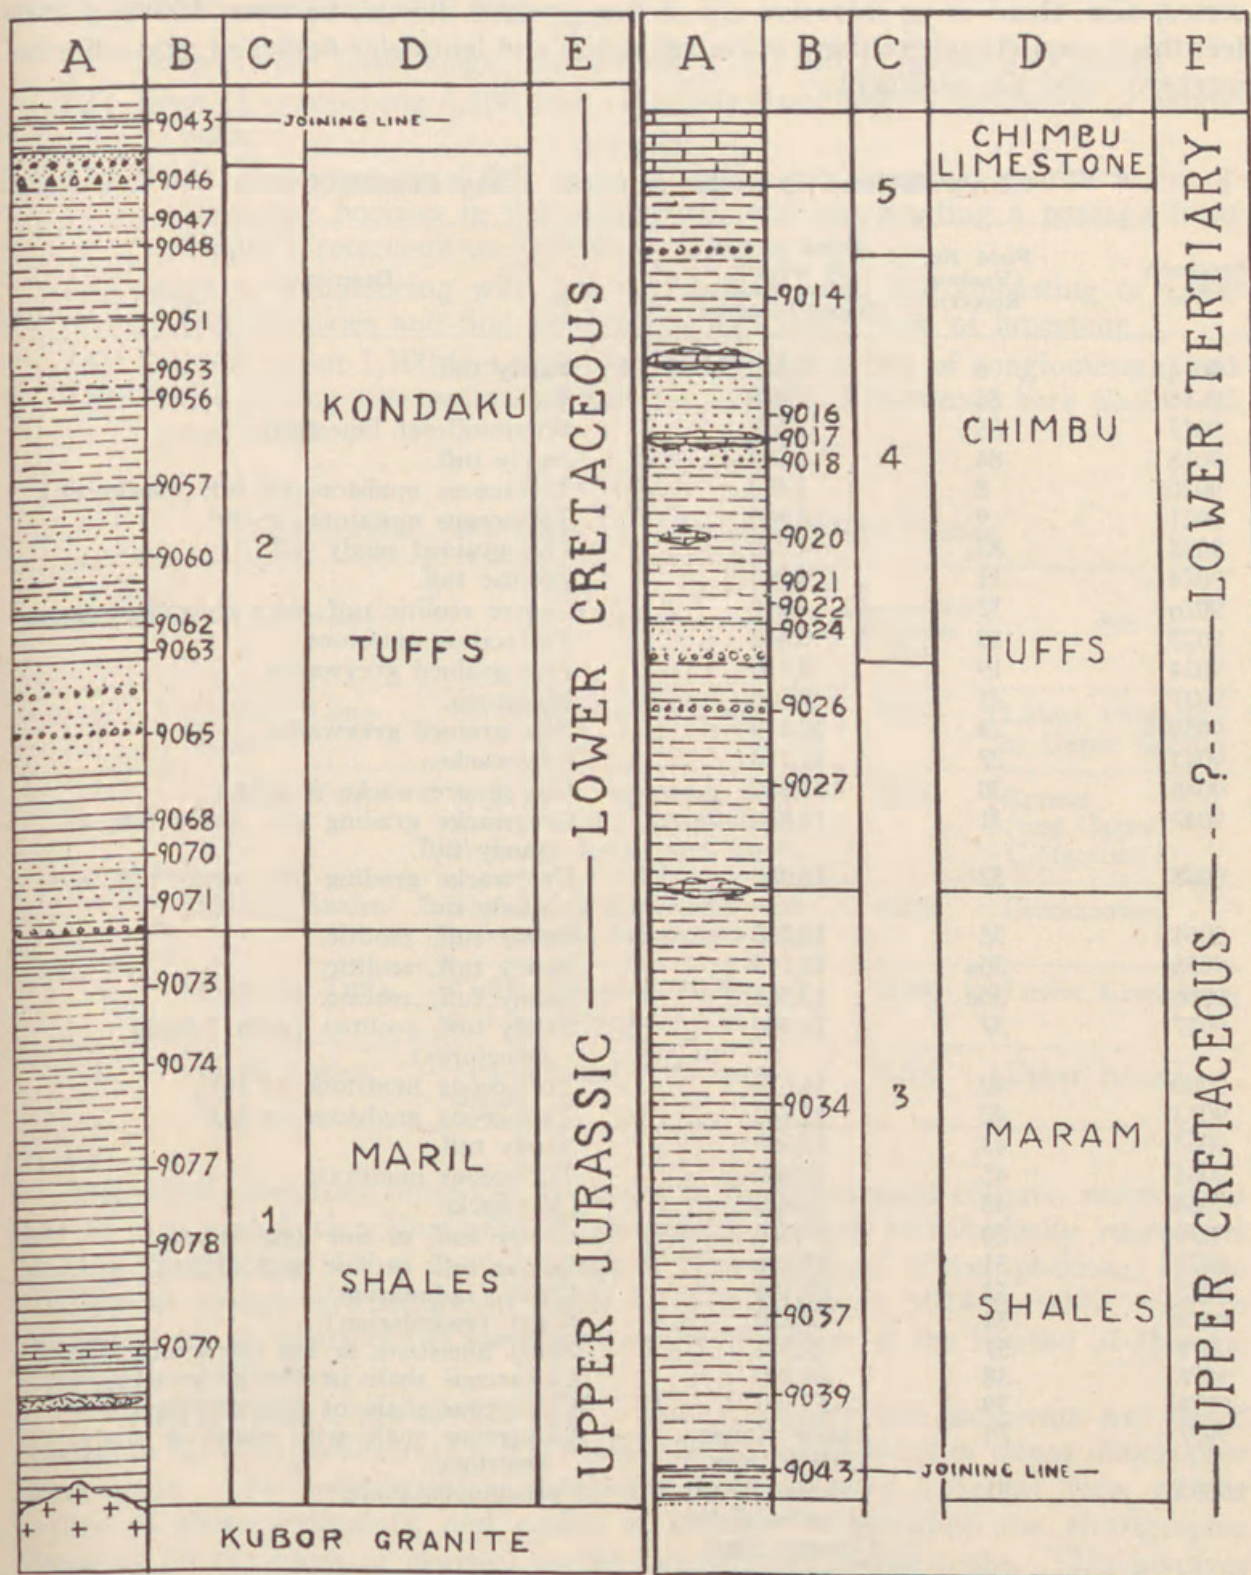 A B C D E
9043 JOINING LINE
9046
9047
9048
9051
9053
9056
9057
9060
9062
9063
9065
9068
9070
9071
9073
9074
9077
9078
9079
2
1
KONDAKU
TUFFS
MARIL
SHALES
LOWER CRETACEOUS
UPPER JURASSIC
KUBOR GRANITE
A B C D F
9014
9016
9017
9018
9020
9021
9022
9024
9026
9027
9034
9037
9039
9043 JOINING LINE
5
4
3
CHIMBU
LIMESTONE
CHIMBU
TUFFS
MARAM
SHALES
LOWER TERTIARY
?
UPPER CRETACEOUS